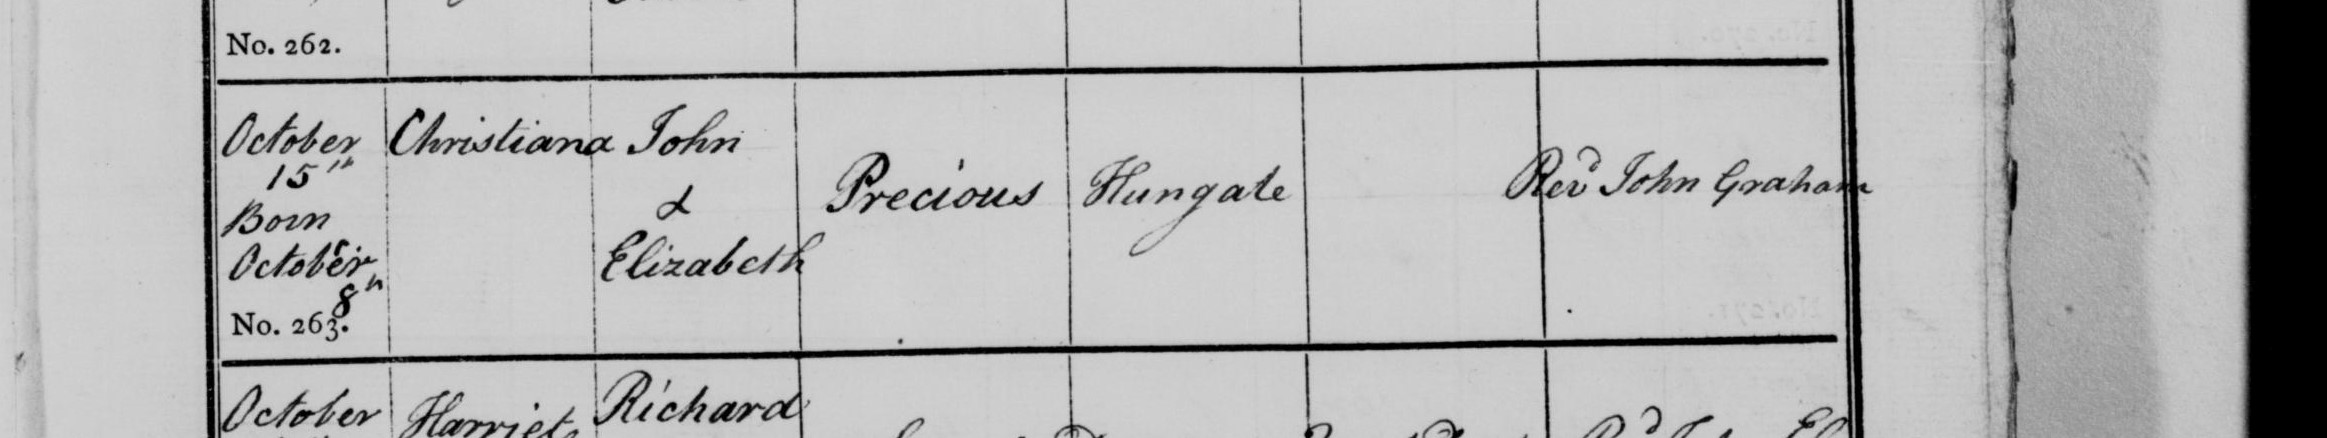 No. 262.
October Christiana John
15th
Precious Hungate Revd John Graham
Born &
October Elizabeth
8th
No. 263.
October Harriet Richard